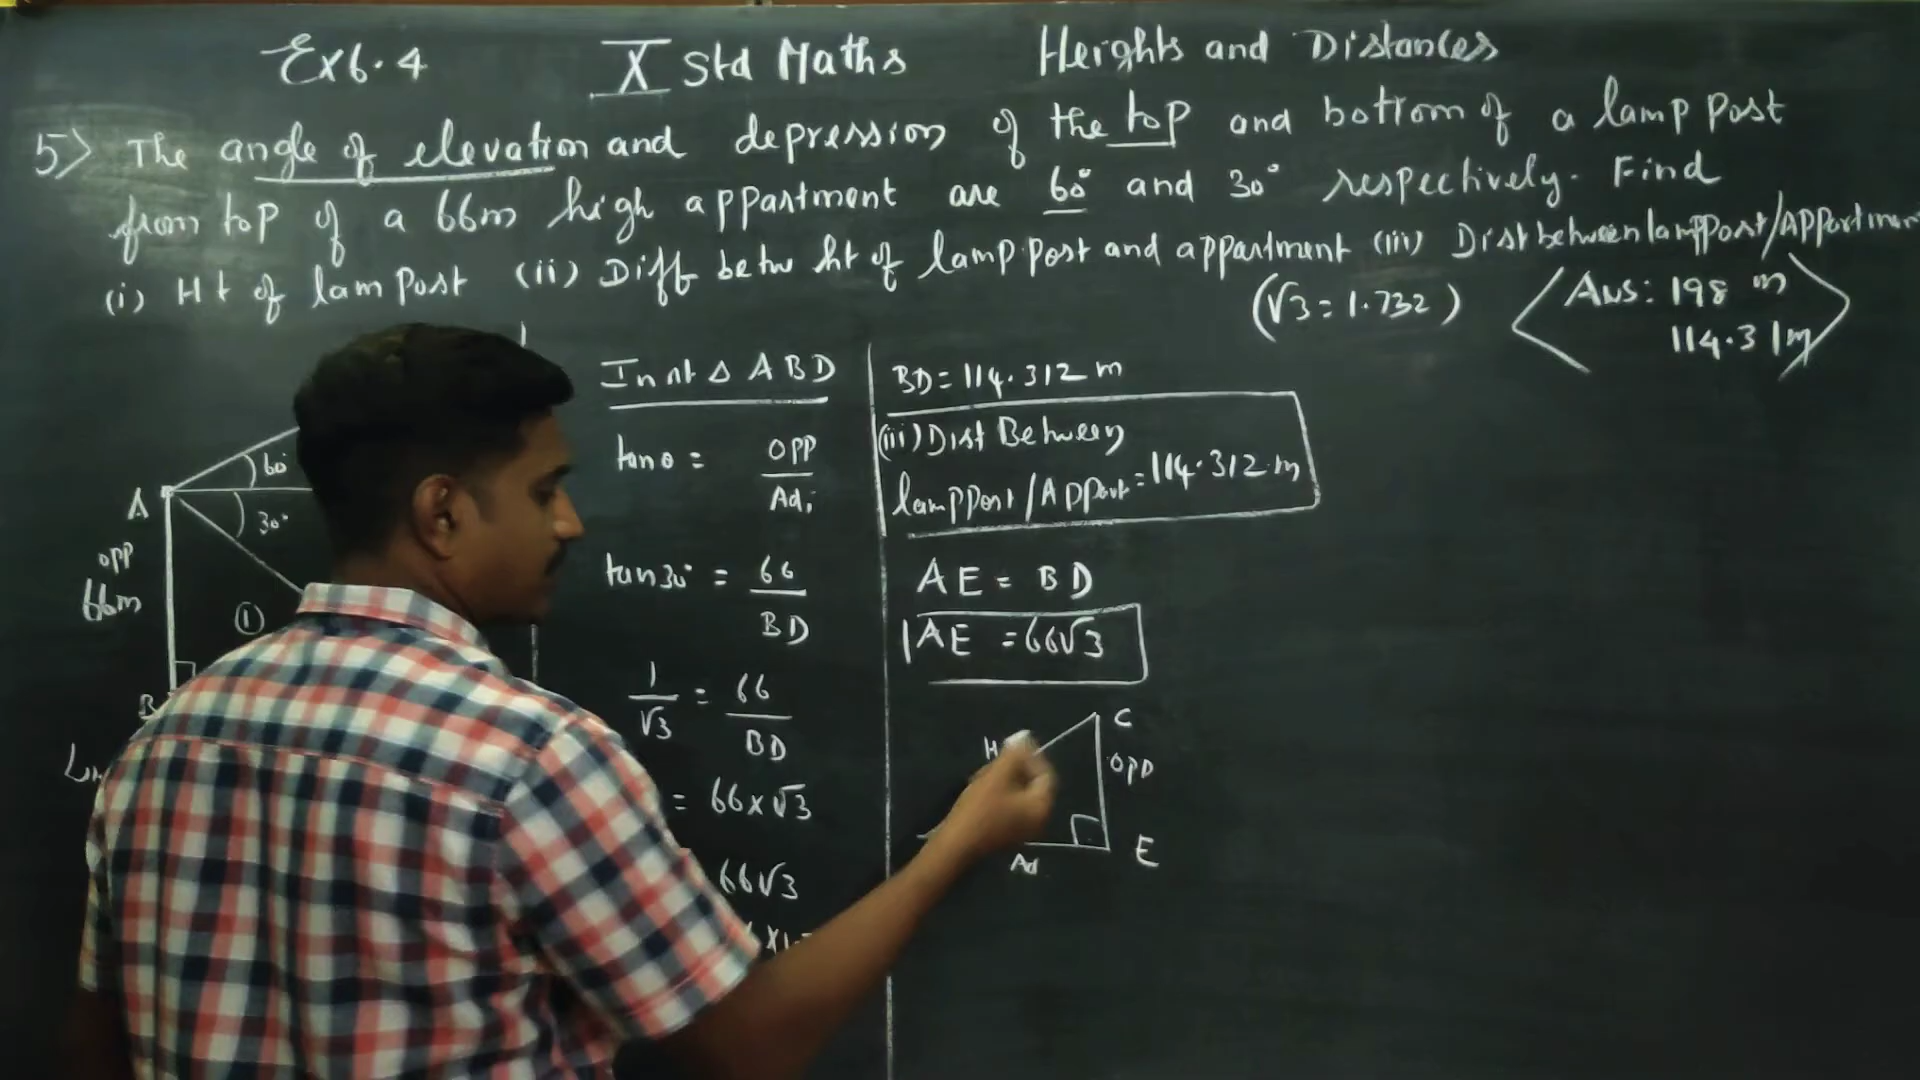 Ex6.4 X Std Maths Heights and Distances
5) The angle of elevation and depression of the top and bottom of a lamp post
from top of a 66m high appartment are 60° and 30° respectively. Find
(i) Ht of lam Post (ii) Diff betw ht of lamp post and appartment (iii) Dist between lamppost/Appartment
(√3 = 1.732)
Ans: 198 m
114.31m
A
60°
30°
opp
66m
①
B
In rt Δ ABD
tan θ = opp
Adj
tan 30° = 66
BD
1 = 66
√3 BD
= 66 x √3
66√3
BD = 114.312 m
(iii) Dist Between
lamppost/Appart = 114.312 m
AE = BD
AE = 66√3
C
H
opp
E
Ad